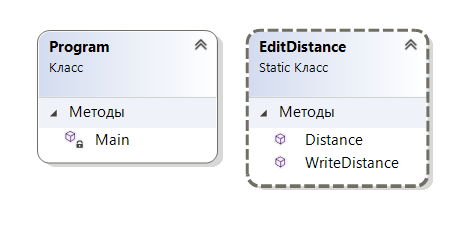 Program
Класс
Методы
Main
EditDistance
Static Класс
Методы
Distance
WriteDistance